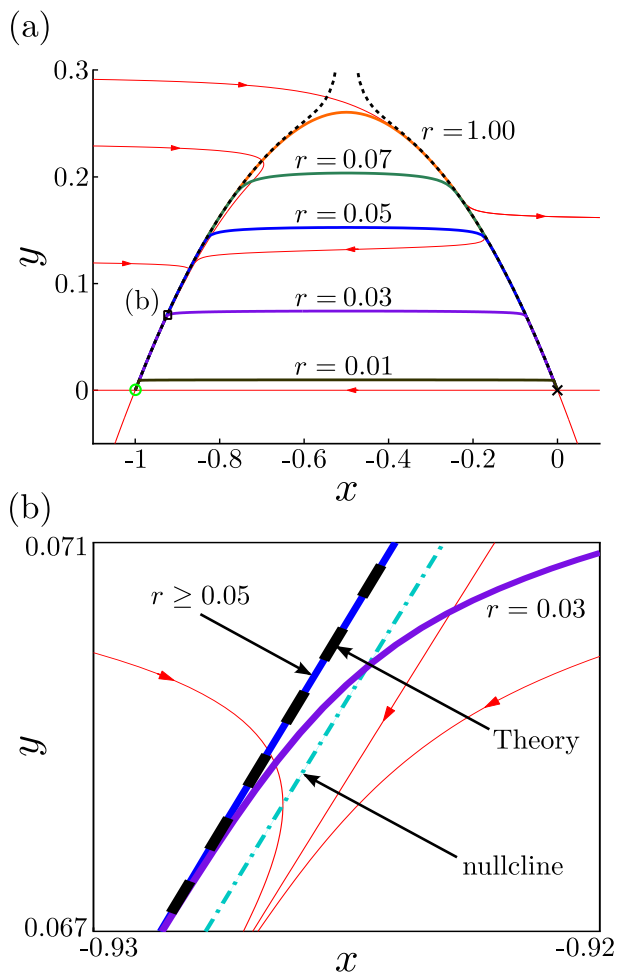 (a)
0.3
r = 1.00
r = 0.07
0.2
r = 0.05
y
0.1
(b)
r = 0.03
r = 0.01
0
-1
-0.8
-0.6
-0.4
-0.2
0
x
(b)
0.071
r ≥ 0.05
r = 0.03
y
Theory
nullcline
0.067
-0.93
x
-0.92